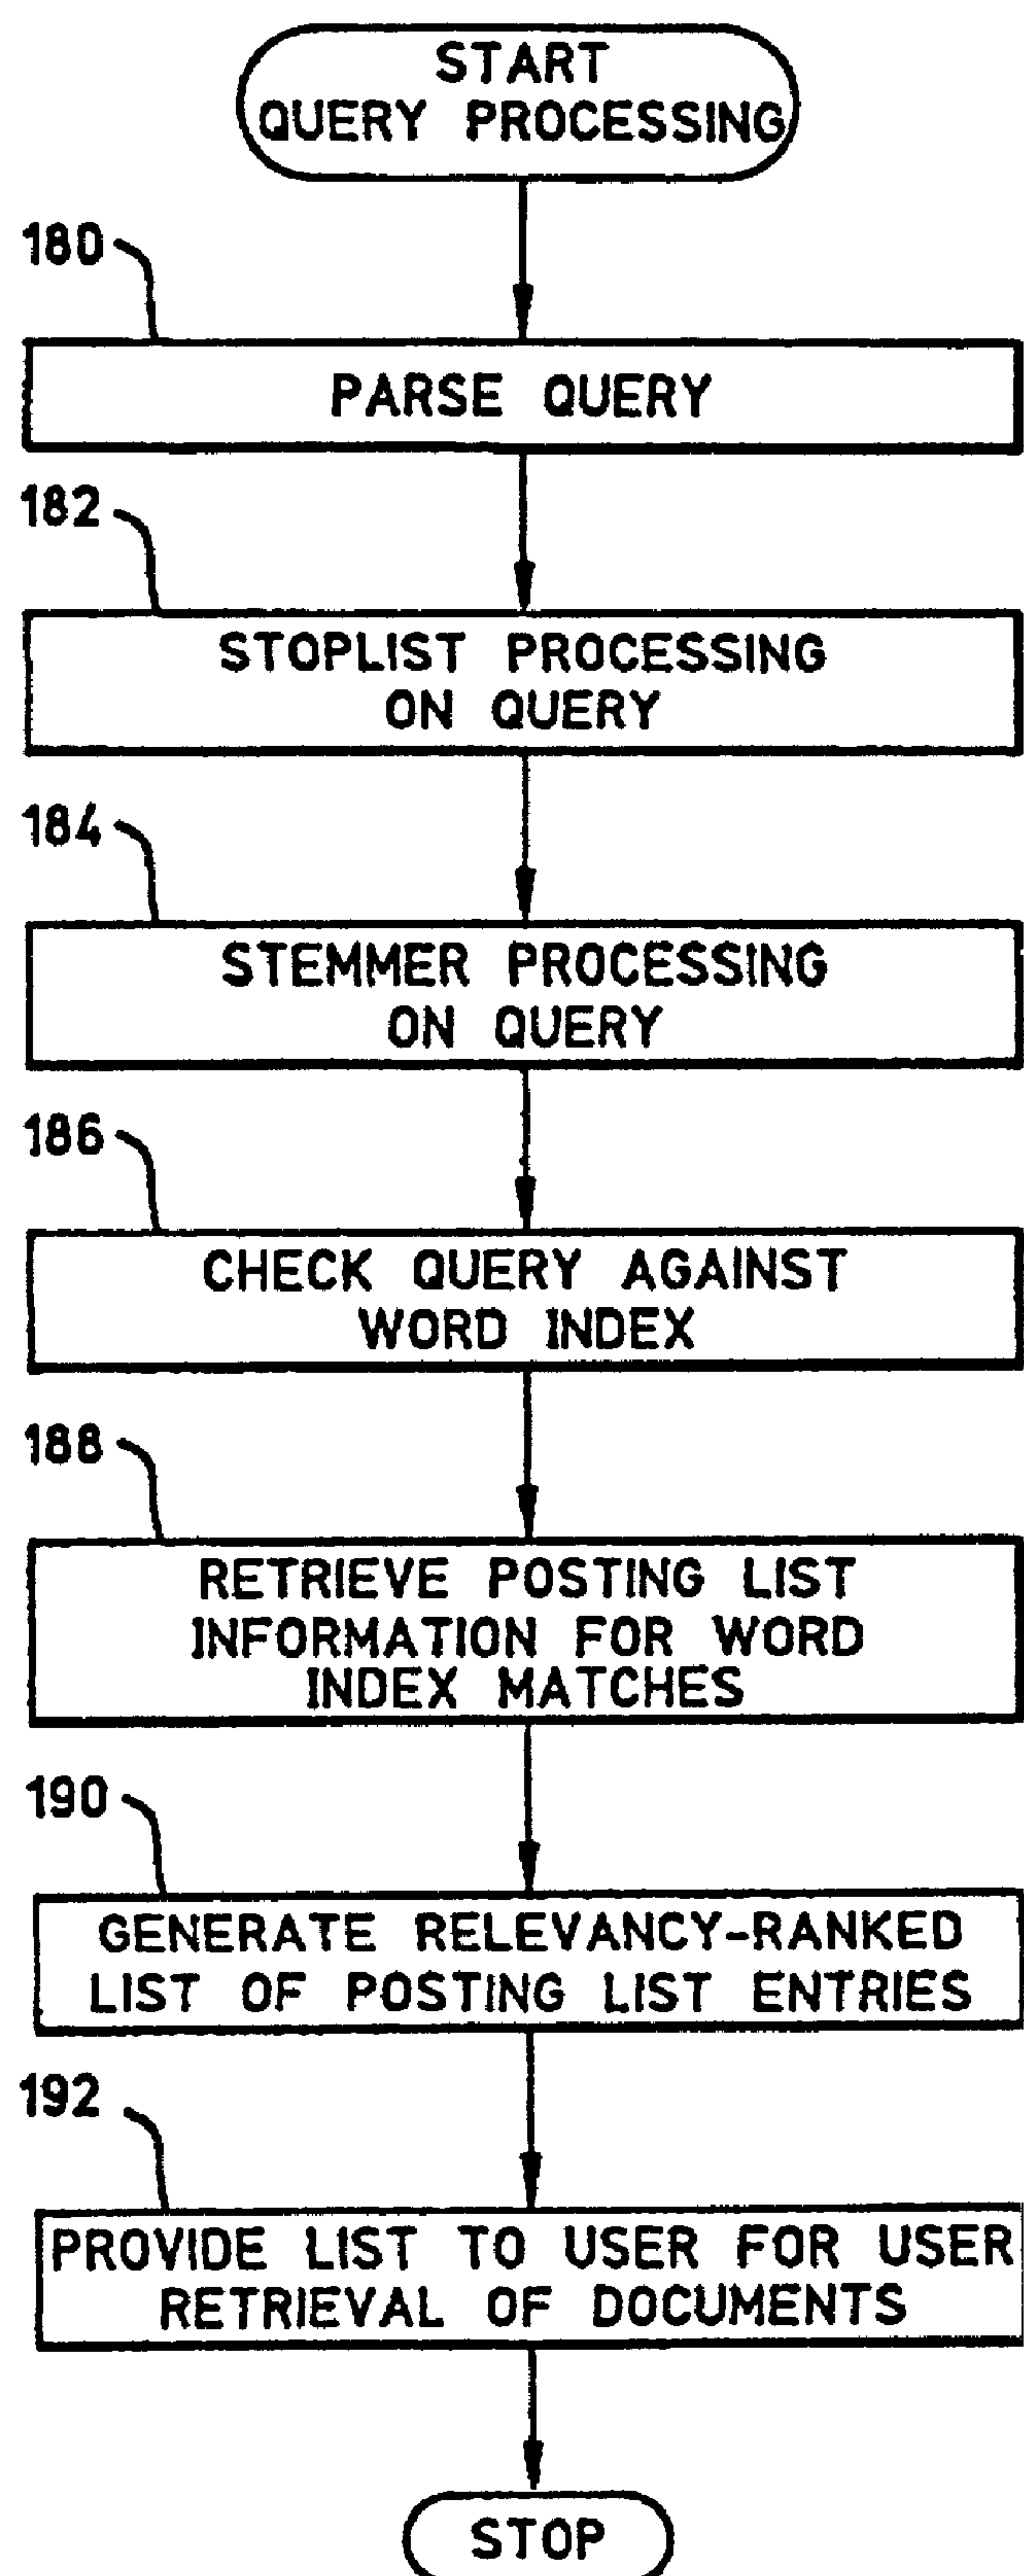 START
QUERY PROCESSING
180
PARSE QUERY
182
STOPLIST PROCESSING
ON QUERY
184
STEMMER PROCESSING
ON QUERY
186
CHECK QUERY AGAINST
WORD INDEX
188
RETRIEVE POSTING LIST
INFORMATION FOR WORD
INDEX MATCHES
190
GENERATE RELEVANCY-RANKED
LIST OF POSTING LIST ENTRIES
192
PROVIDE LIST TO USER FOR USER
RETRIEVAL OF DOCUMENTS
STOP